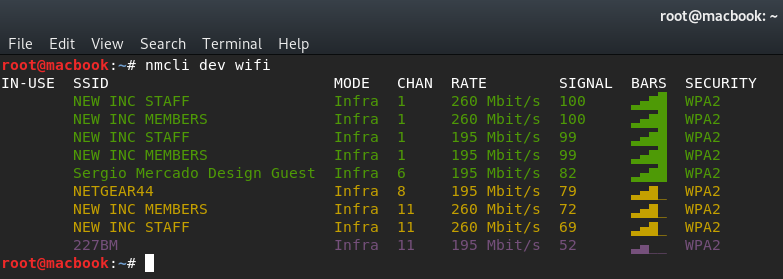 root@macbook: ~
File Edit View Search Terminal Help
root@macbook:~# nmcli dev wifi
IN-USE SSID MODE CHAN RATE SIGNAL BARS SECURITY
NEW INC STAFF Infra 1 260 Mbit/s 100 ▂▄▆█ WPA2
NEW INC MEMBERS Infra 1 260 Mbit/s 100 ▂▄▆█ WPA2
NEW INC STAFF Infra 1 195 Mbit/s 99 ▂▄▆█ WPA2
NEW INC MEMBERS Infra 1 195 Mbit/s 99 ▂▄▆█ WPA2
Sergio Mercado Design Guest Infra 6 195 Mbit/s 82 ▂▄▆█ WPA2
NETGEAR44 Infra 8 195 Mbit/s 79 ▂▄▆_ WPA2
NEW INC MEMBERS Infra 11 260 Mbit/s 72 ▂▄▆_ WPA2
NEW INC STAFF Infra 11 260 Mbit/s 69 ▂▄▆_ WPA2
227BM Infra 11 195 Mbit/s 52 ▂▄__ WPA2
root@macbook:~#